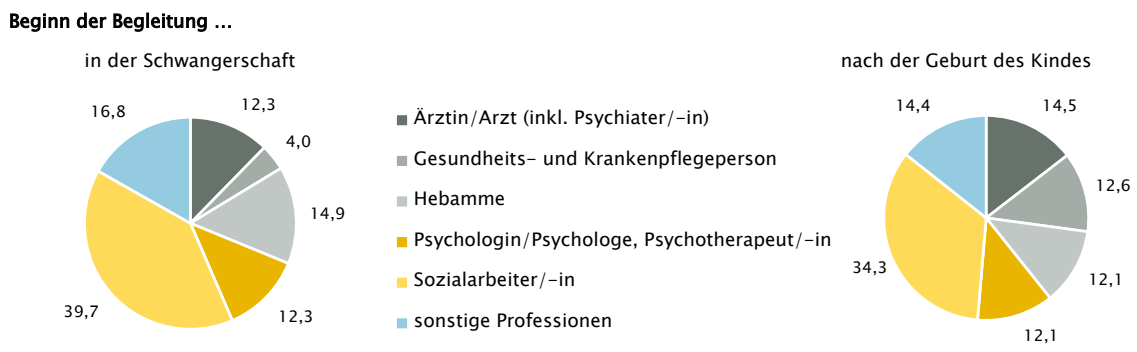 Beginn der Begleitung …
in der Schwangerschaft
16,8
12,3
4,0
14,9
12,3
39,7
Ärztin/Arzt (inkl. Psychiater/-in)
Gesundheits- und Krankenpflegeperson
Hebamme
Psychologin/Psychologe, Psychotherapeut/-in
Sozialarbeiter/-in
sonstige Professionen
nach der Geburt des Kindes
14,4
14,5
12,6
12,1
12,1
34,3